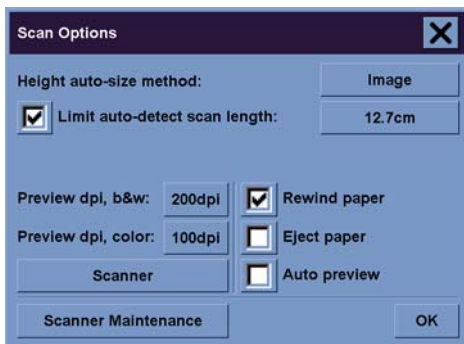 Scan Options
Height auto-size method: Image
Limit auto-detect scan length: 12.7cm
Preview dpi, b&w: 200dpi Rewind paper
Preview dpi, color: 100dpi Eject paper
Scanner Auto preview
Scanner Maintenance OK